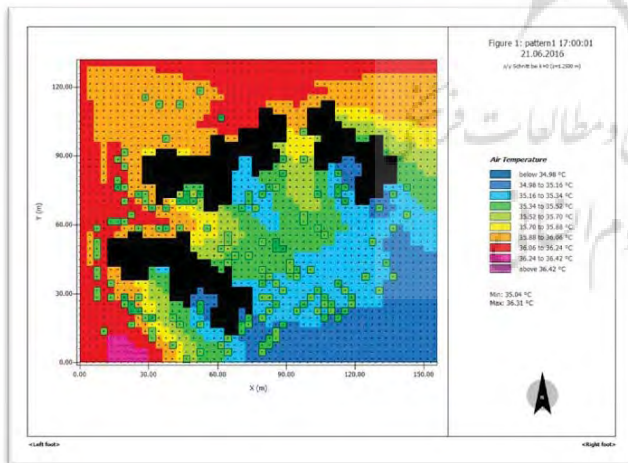 Figure 1: pattern1 17:00:01
21.06.2016
Y (m)
120.00
90.00
60.00
30.00
0.00
0.00 30.00 60.00 90.00 120.00 150.00
X (m)
Air Temperature
below 34.98 °C
34.98 to 35.16 °C
35.16 to 35.34 °C
35.34 to 35.52 °C
35.52 to 35.70 °C
35.70 to 35.88 °C
35.88 to 36.06 °C
36.06 to 36.24 °C
36.24 to 36.42 °C
above 36.42 °C
Min: 35.04 °C
Max: 36.31 °C
N
<Left foot>
<Right foot>
ومطالعات